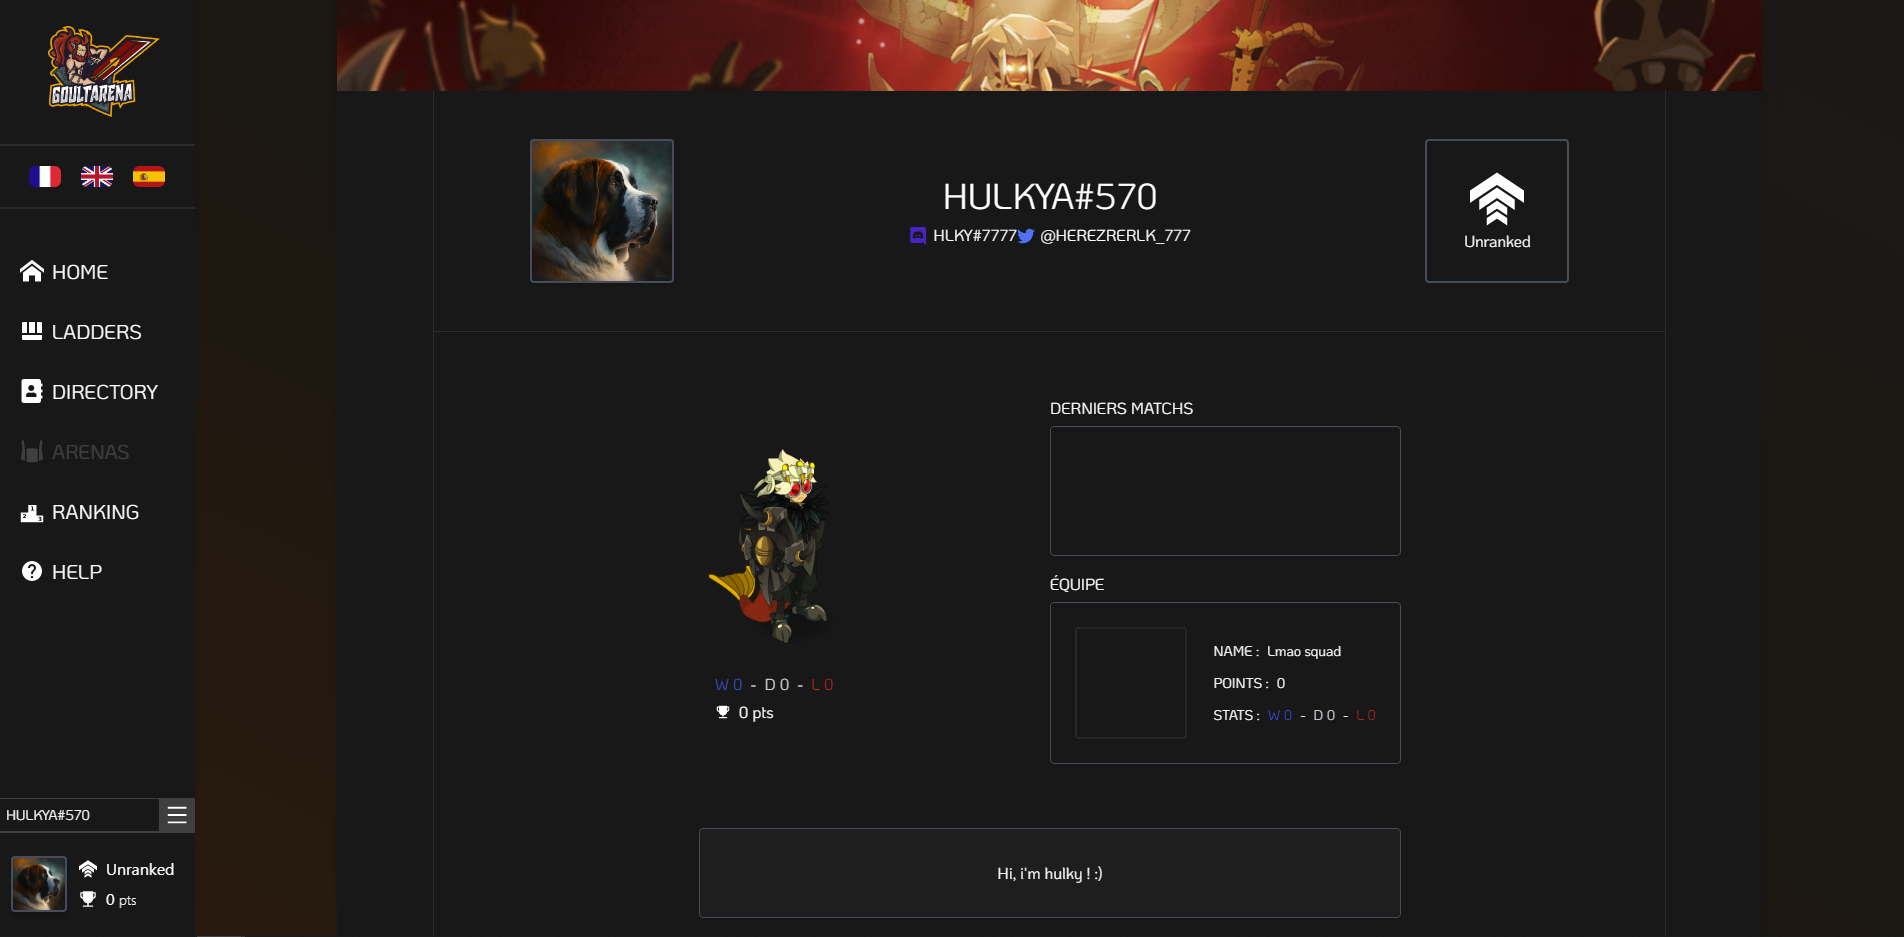 GOULTARENA
HOME
LADDERS
DIRECTORY
ARENAS
RANKING
HELP
HULKYA#570
Unranked
0 pts
HULKYA#570
HLKY#7777 @HEREZRERLK_777
Unranked
W 0 - D 0 - L 0
0 pts
DERNIERS MATCHS
ÉQUIPE
NAME : Lmao squad
POINTS : 0
STATS : W 0 - D 0 - L 0
Hi, i'm hulky ! :)